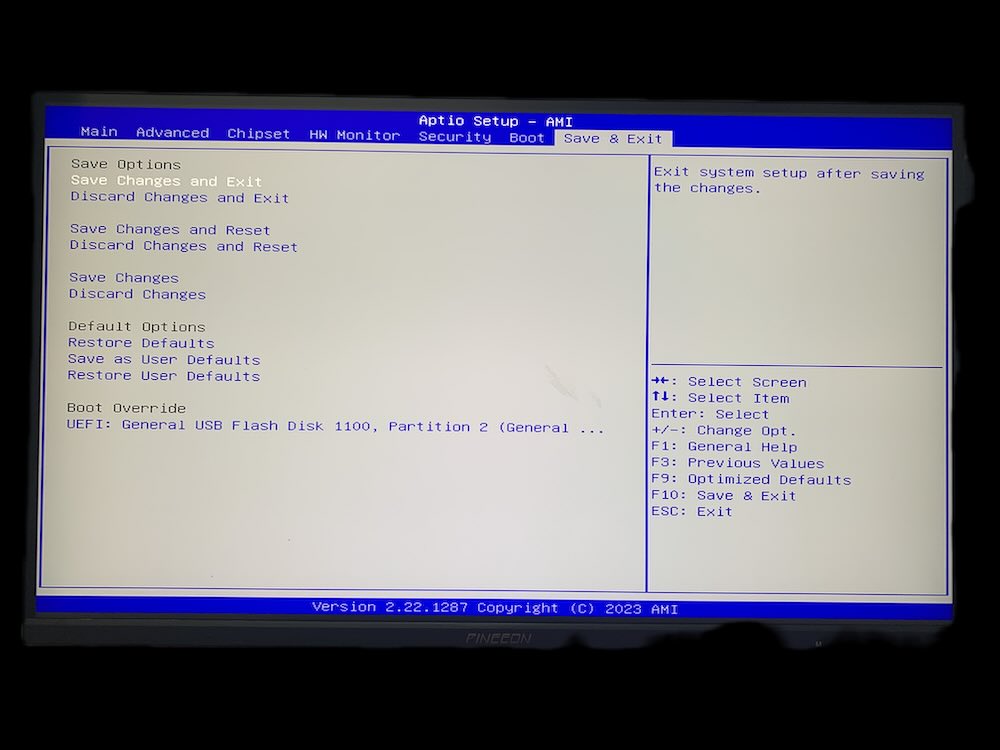 Aptio Setup – AMI
Main Advanced Chipset HW Monitor Security Boot Save & Exit
Save Options
Save Changes and Exit
Discard Changes and Exit
Save Changes and Reset
Discard Changes and Reset
Save Changes
Discard Changes
Default Options
Restore Defaults
Save as User Defaults
Restore User Defaults
Boot Override
UEFI: General USB Flash Disk 1100, Partition 2 (General ...
Exit system setup after saving
the changes.
→←: Select Screen
↑↓: Select Item
Enter: Select
+/-: Change Opt.
F1: General Help
F3: Previous Values
F9: Optimized Defaults
F10: Save & Exit
ESC: Exit
Version 2.22.1287 Copyright (C) 2023 AMI
PINEEON
M